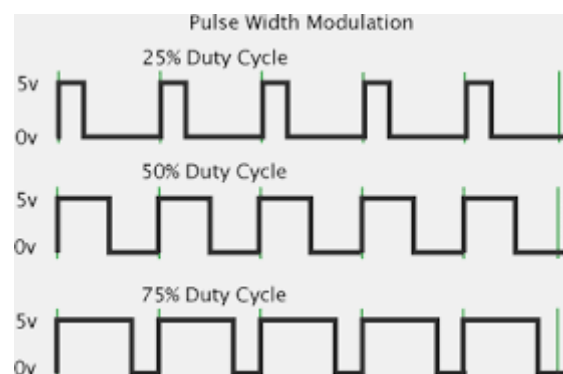 Pulse Width Modulation
25% Duty Cycle
5v
0v
50% Duty Cycle
5v
0v
75% Duty Cycle
5v
0v